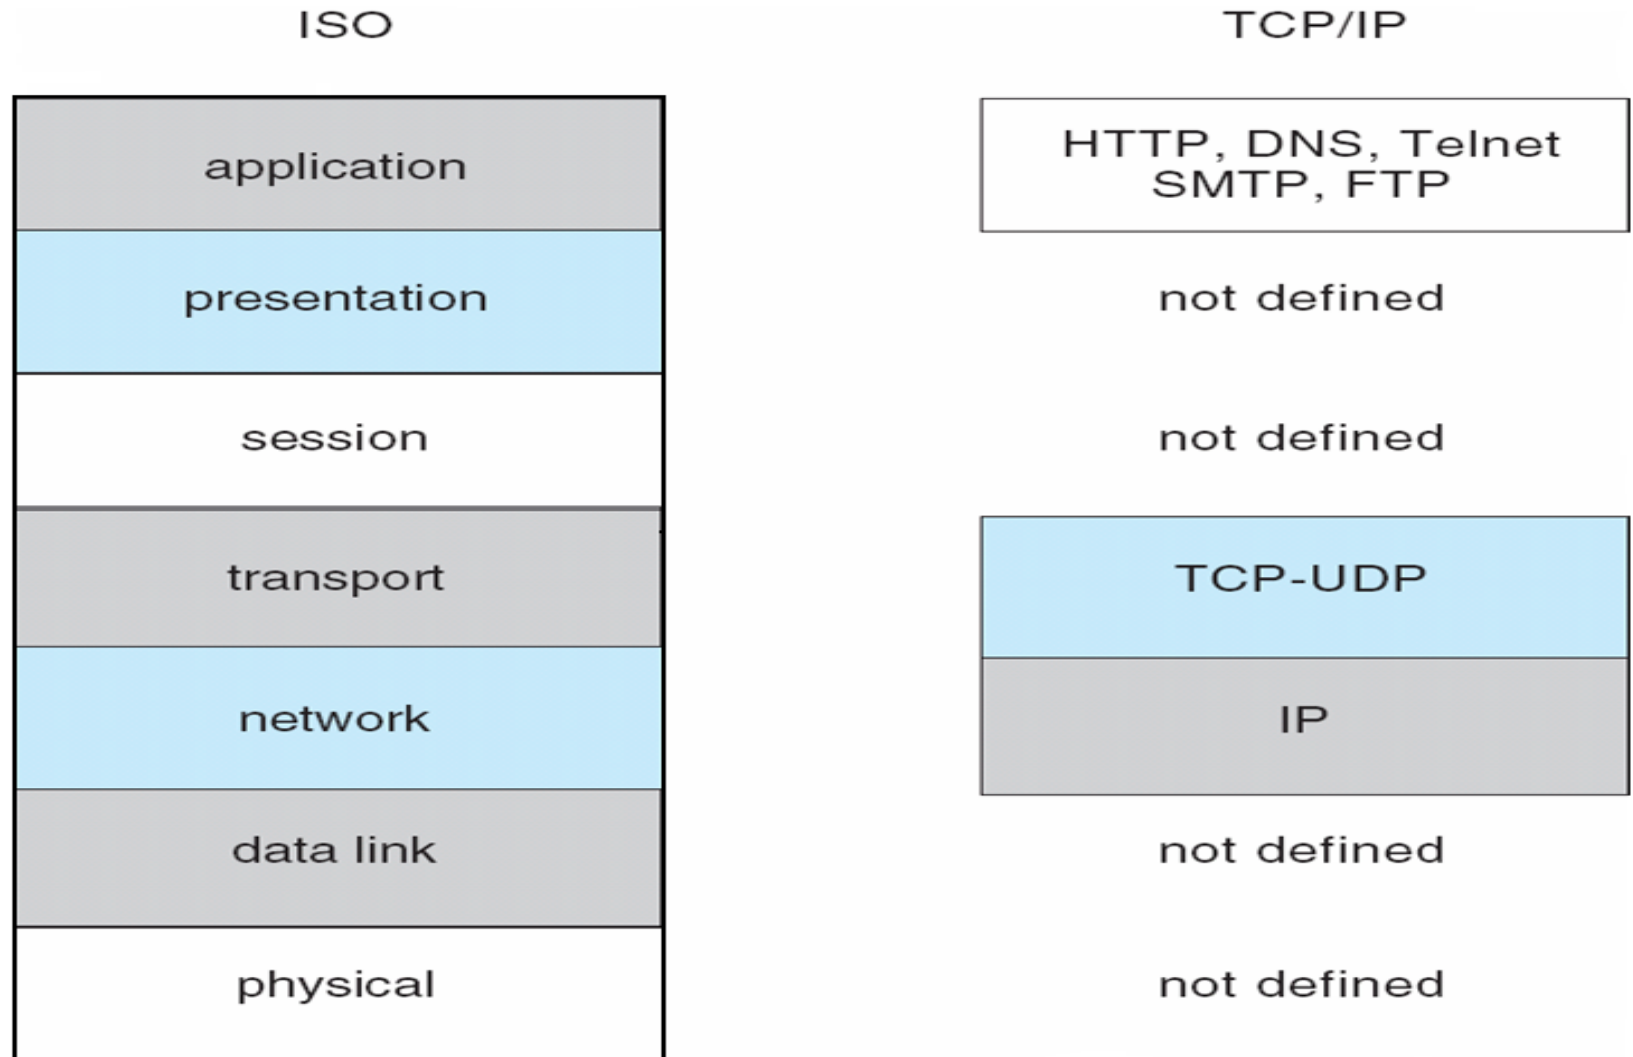 ISO
TCP/IP
application
HTTP, DNS, Telnet
SMTP, FTP
presentation
not defined
session
not defined
transport
TCP-UDP
network
IP
data link
not defined
physical
not defined